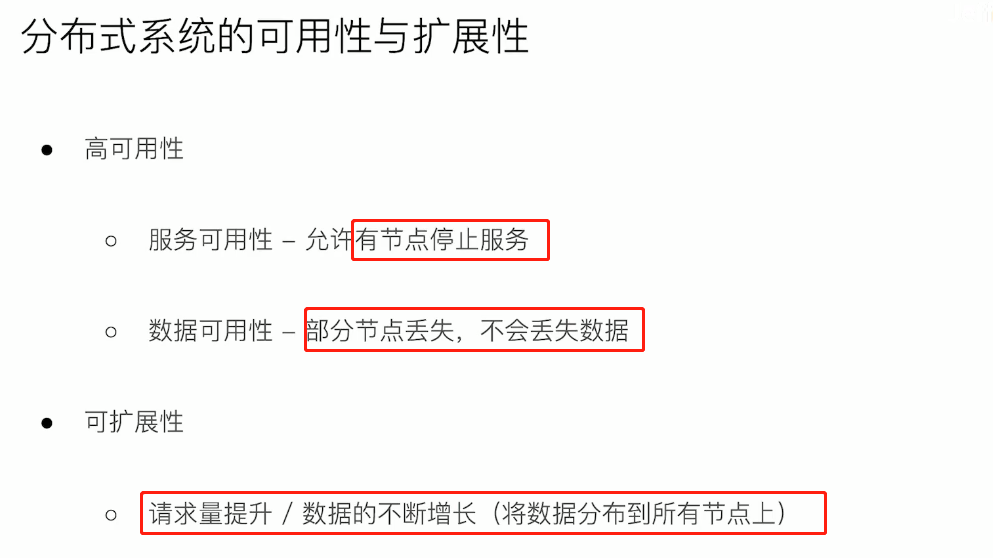 分布式系统的可用性与扩展性
● 高可用性
○ 服务可用性 – 允许有节点停止服务
○ 数据可用性 – 部分节点丢失，不会丢失数据
● 可扩展性
○ 请求量提升 / 数据的不断增长（将数据分布到所有节点上）